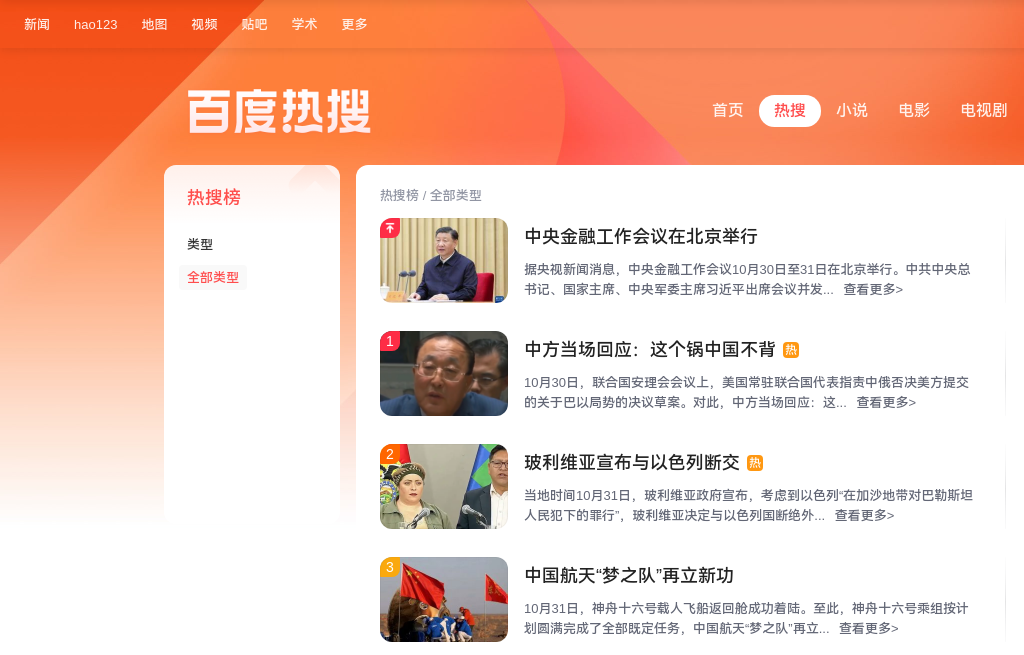 新闻 hao123 地图 视频 贴吧 学术 更多
百度热搜
首页 热搜 小说 电影 电视剧
热搜榜
类型
全部类型
热搜榜 / 全部类型
中央金融工作会议在北京举行
据央视新闻消息，中央金融工作会议10月30日至31日在北京举行。中共中央总
书记、国家主席、中央军委主席习近平出席会议并发... 查看更多>
1
中方当场回应：这个锅中国不背 热
10月30日，联合国安理会会议上，美国常驻联合国代表指责中俄否决美方提交
的关于巴以局势的决议草案。对此，中方当场回应：这... 查看更多>
2
玻利维亚宣布与以色列断交 热
当地时间10月31日，玻利维亚政府宣布，考虑到以色列“在加沙地带对巴勒斯坦
人民犯下的罪行”，玻利维亚决定与以色列国断绝外... 查看更多>
3
中国航天“梦之队”再立新功
10月31日，神舟十六号载人飞船返回舱成功着陆。至此，神舟十六号乘组按计
划圆满完成了全部既定任务，中国航天“梦之队”再立... 查看更多>